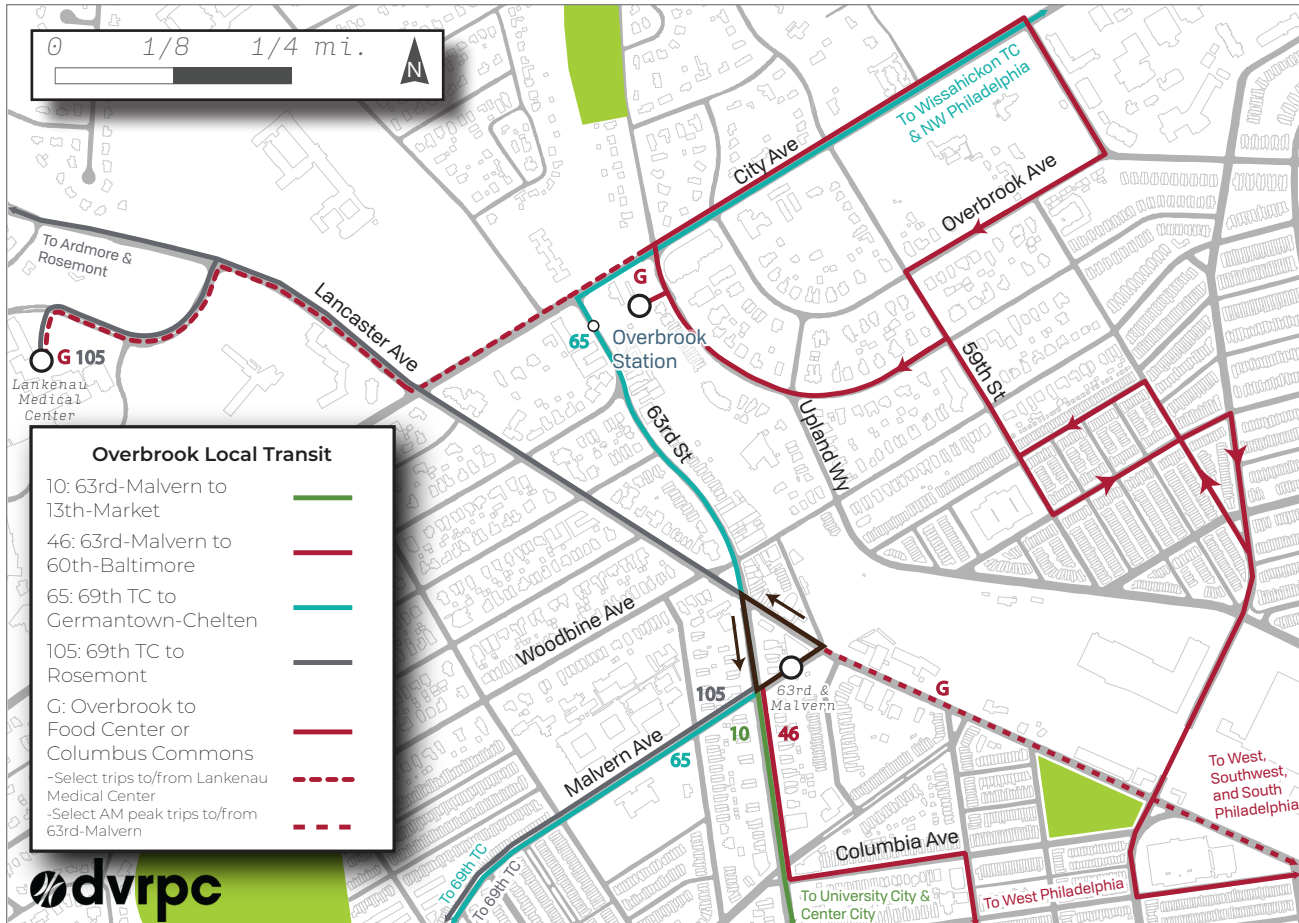 0 1/8 1/4 mi.
N
To Wissahickon TC
& NW Philadelphia
City Ave
Overbrook Ave
To Ardmore &
Rosemont
Lancaster Ave
G
65
Overbrook
Station
59th St
G 105
Lankenau
Medical
Center
63rd St
Upland Wy
Overbrook Local Transit
10: 63rd-Malvern to
13th-Market
46: 63rd-Malvern to
60th-Baltimore
65: 69th TC to
Germantown-Chelten
105: 69th TC to
Rosemont
G: Overbrook to
Food Center or
Columbus Commons
-Select trips to/from Lankenau
Medical Center
-Select AM peak trips to/from
63rd-Malvern
Woodbine Ave
105
63rd &
Malvern
G
10
46
Malvern Ave
65
To West,
Southwest,
and South
Philadelphia
Columbia Ave
To 69th TC
To 69th TC
To University City &
Center City
To West Philadelphia
dvrpc